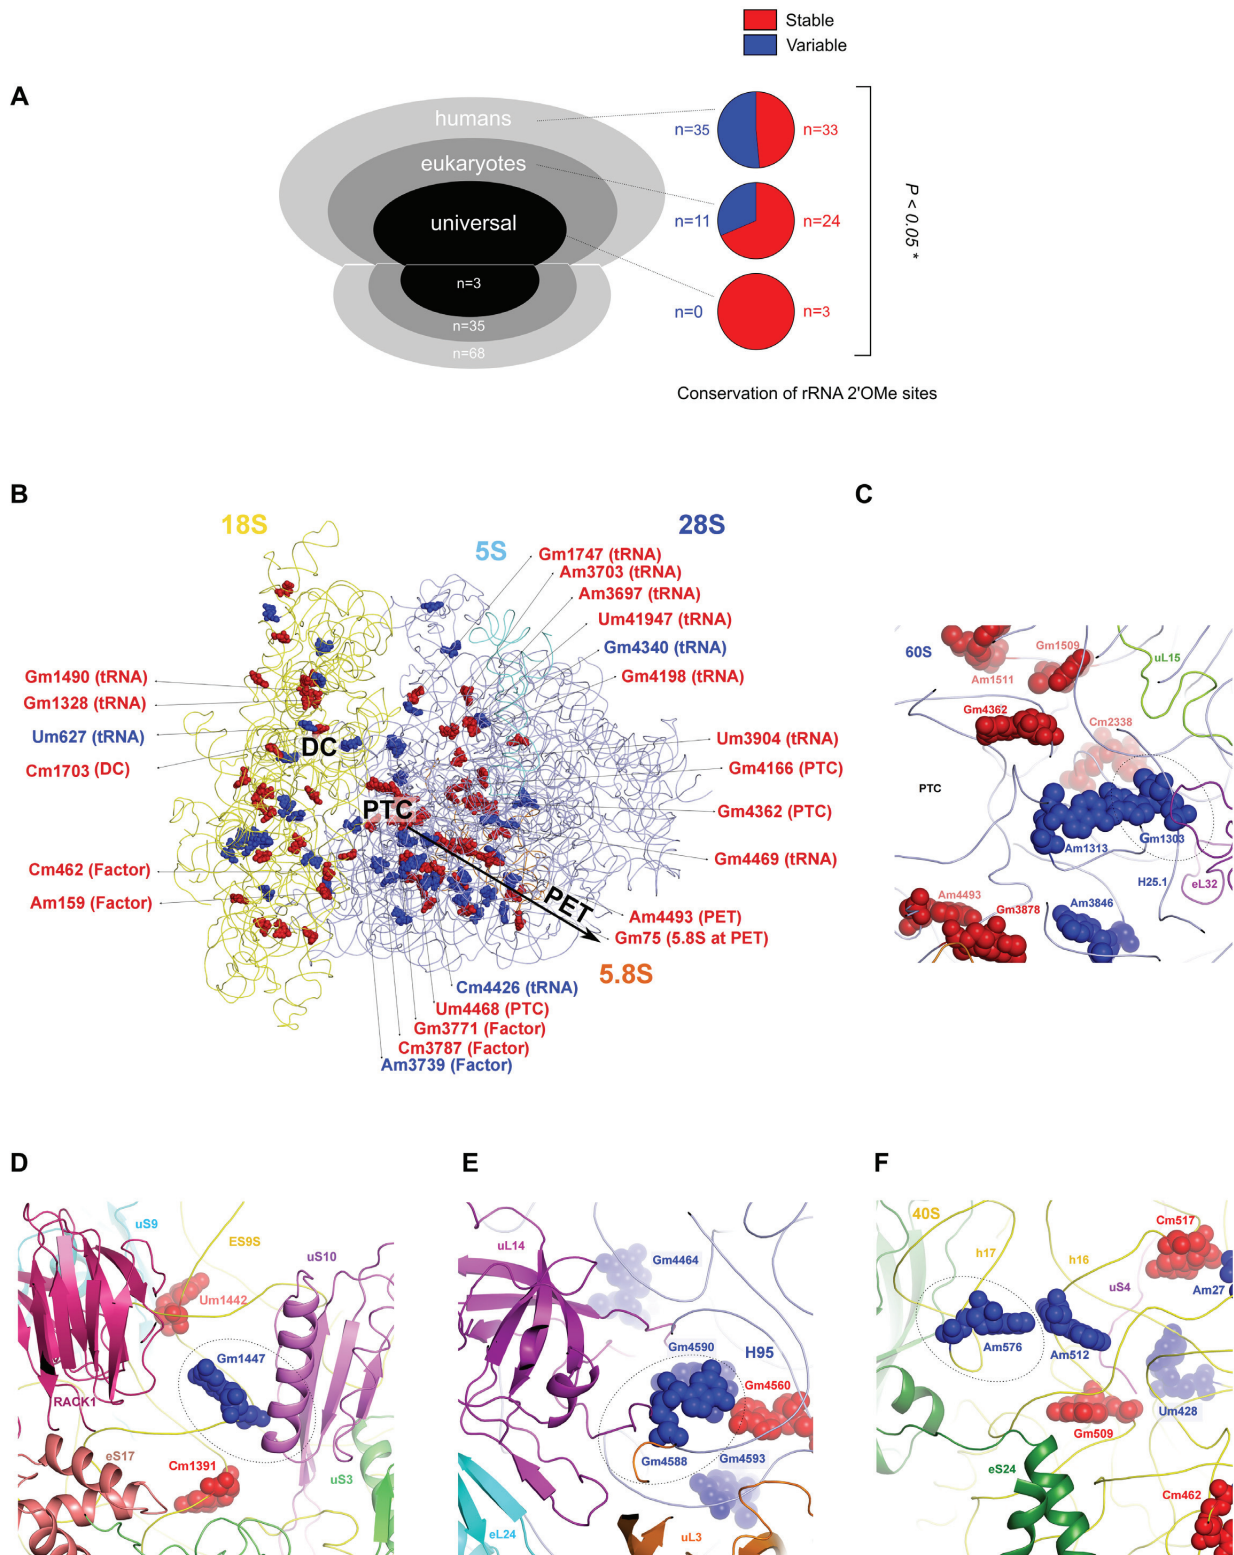 Stable
Variable
A
humans
eukaryotes
universal
n=3
n=35
n=68
n=35
n=33
n=11
n=24
n=0
n=3
P < 0.05 *
Conservation of rRNA 2'OMe sites
B
18S
5S
28S
Gm1747 (tRNA)
Am3703 (tRNA)
Am3697 (tRNA)
Um41947 (tRNA)
Gm4340 (tRNA)
Gm4198 (tRNA)
Gm1490 (tRNA)
Gm1328 (tRNA)
Um627 (tRNA)
Cm1703 (DC)
DC
Um3904 (tRNA)
Gm4166 (PTC)
PTC
Gm4362 (PTC)
Gm4469 (tRNA)
Cm462 (Factor)
Am159 (Factor)
PET
Am4493 (PET)
Gm75 (5.8S at PET)
5.8S
Cm4426 (tRNA)
Um4468 (PTC)
Gm3771 (Factor)
Cm3787 (Factor)
Am3739 (Factor)
C
60S
Gm1509
uL15
Am1511
Gm4362
Cm2338
PTC
Gm1303
Am1313
H25.1
eL32
Am4493
Gm3878
Am3846
D
uS9
ES9S
uS10
Um1442
Gm1447
RACK1
eS17
Cm1391
uS3
E
uL14
Gm4464
Gm4590
H95
Gm4560
Gm4588
Gm4593
eL24
uL3
F
40S
h17
h16
Cm517
uS4
Am27
Am576
Am512
Um428
Gm509
eS24
Cm462